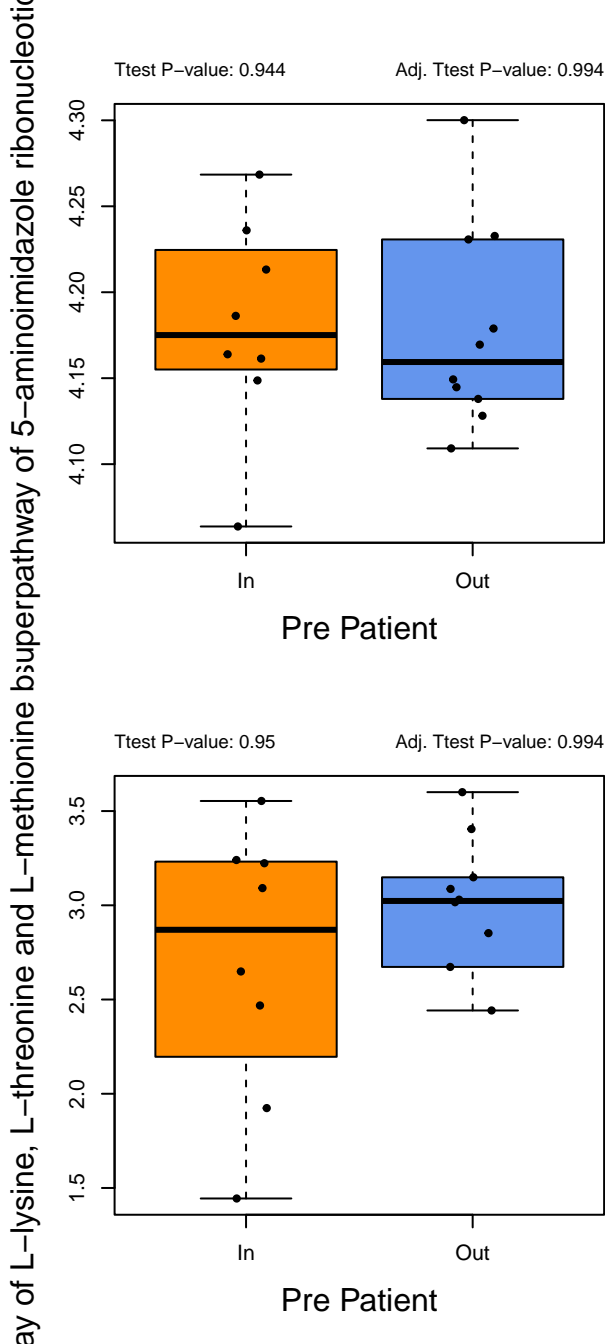 superpathway of 5−aminoimidazole
Ttest P−value: 0.944
Adj. Ttest P−value: 0.994
4.30
4.25
4.20
4.15
4.10
In
Out
Pre Patient
of L−lysine, L−threonine and L−methionine
Ttest P−value: 0.95
Adj. Ttest P−value: 0.994
3.5
3.0
2.5
2.0
1.5
In
Out
Pre Patient